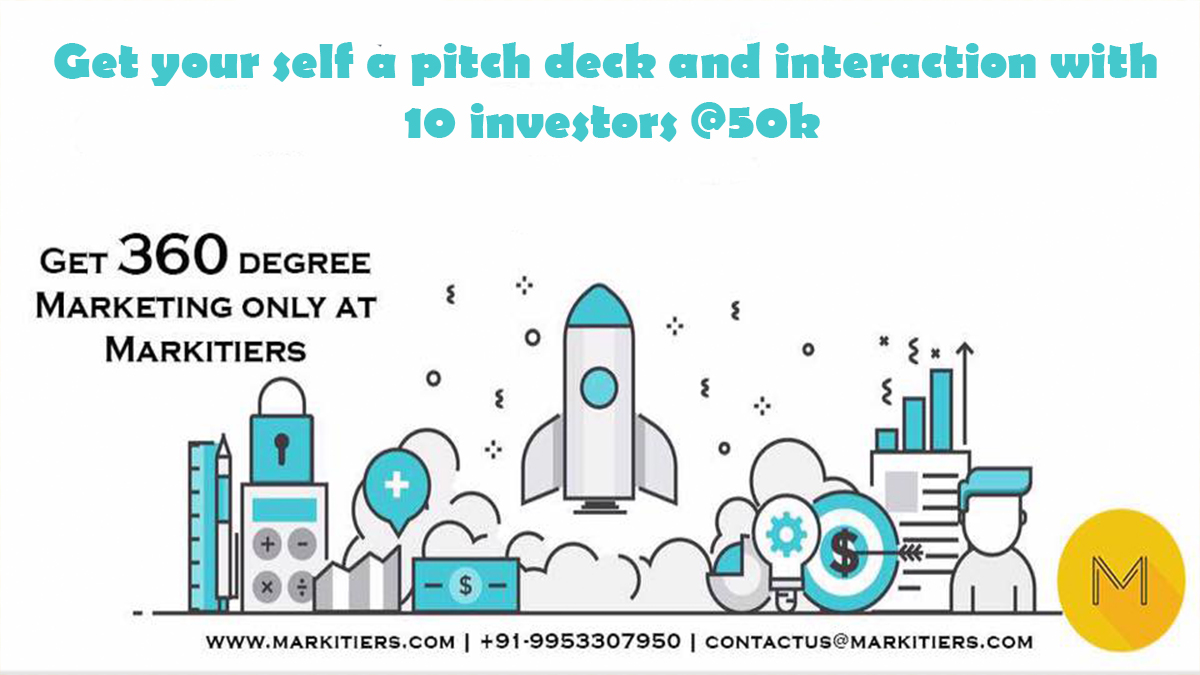 Get your self a pitch deck and interaction with
10 investors @50k
Get 360 degree
Marketing only at
Markitiers
M
www.markitiers.com | +91-9953307950 | contactus@markitiers.com